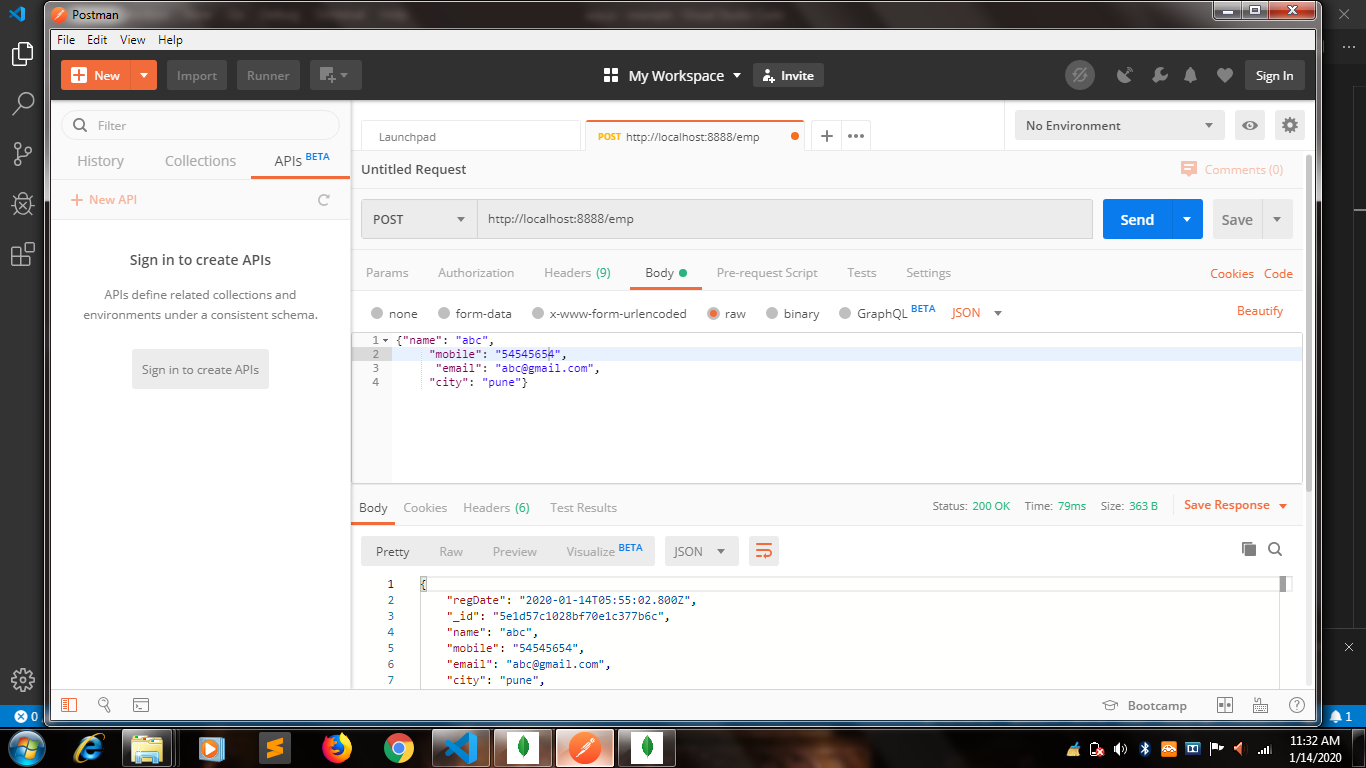 Postman
File Edit View Help
New Import Runner My Workspace Invite Sign In
Filter
History Collections APIs BETA
New API
Sign in to create APIs
APIs define related collections and
environments under a consistent schema.
Sign in to create APIs
Launchpad POST http://localhost:8888/emp No Environment
Untitled Request Comments (0)
POST http://localhost:8888/emp Send Save
Params Authorization Headers (9) Body Pre-request Script Tests Settings Cookies Code
none form-data x-www-form-urlencoded raw binary GraphQL BETA JSON Beautify
1 {"name": "abc",
2 "mobile": "54545654",
3 "email": "abc@gmail.com",
4 "city": "pune"}
Body Cookies Headers (6) Test Results Status: 200 OK Time: 79ms Size: 363 B Save Response
Pretty Raw Preview Visualize BETA JSON
1 {
2 "regDate": "2020-01-14T05:55:02.800Z",
3 "_id": "5e1d57c1028bf70e1c377b6c",
4 "name": "abc",
5 "mobile": "54545654",
6 "email": "abc@gmail.com",
7 "city": "pune",
Bootcamp
0 1
11:32 AM
1/14/2020